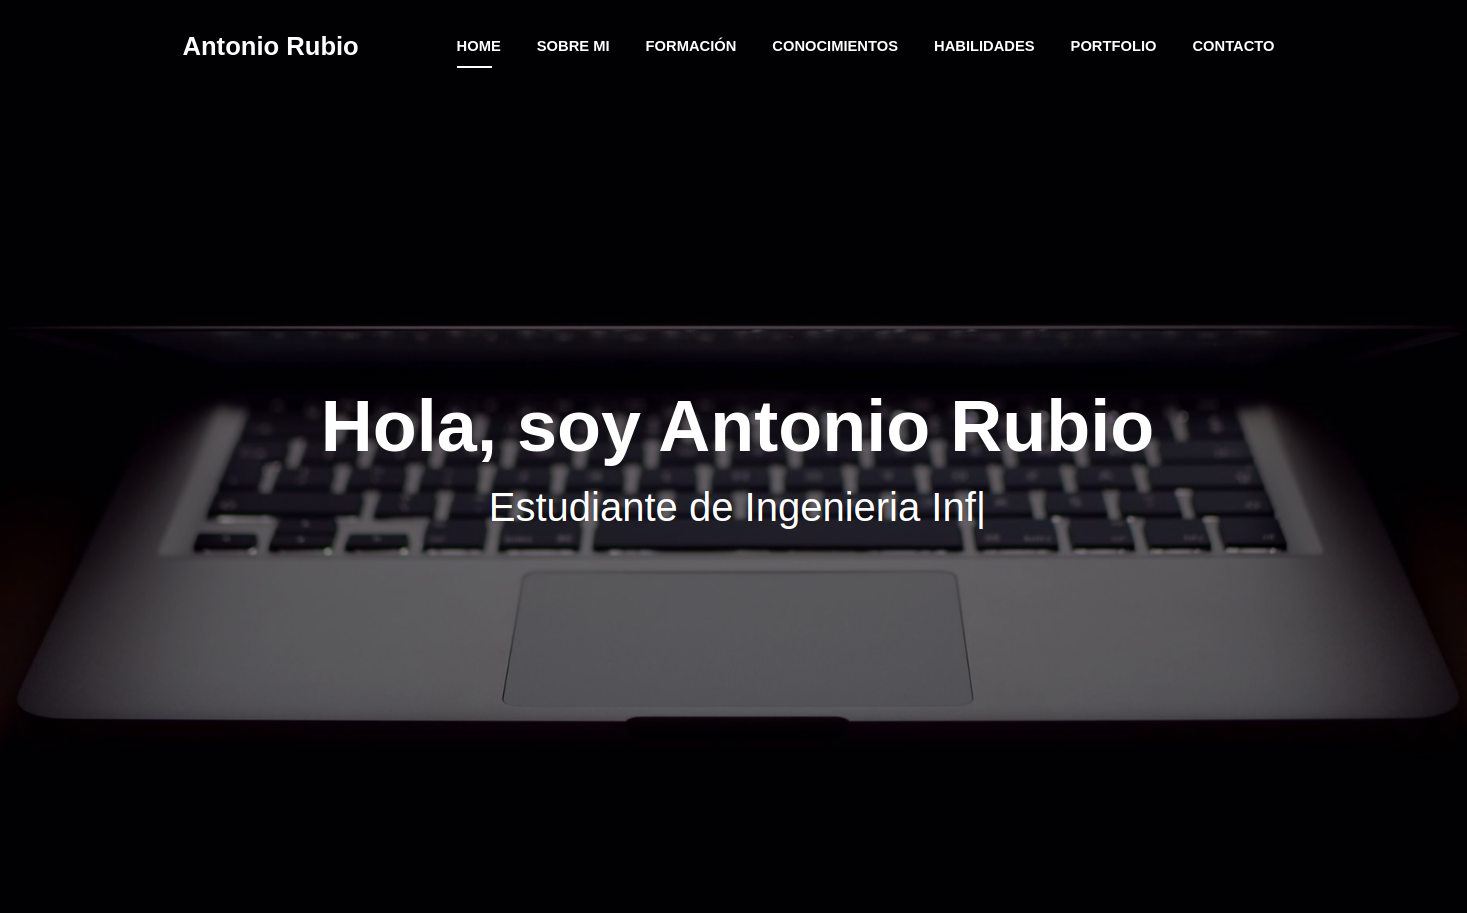 Antonio Rubio HOME SOBRE MI FORMACIÓN CONOCIMIENTOS HABILIDADES PORTFOLIO CONTACTO
Hola, soy Antonio Rubio
Estudiante de Ingenieria Inf|